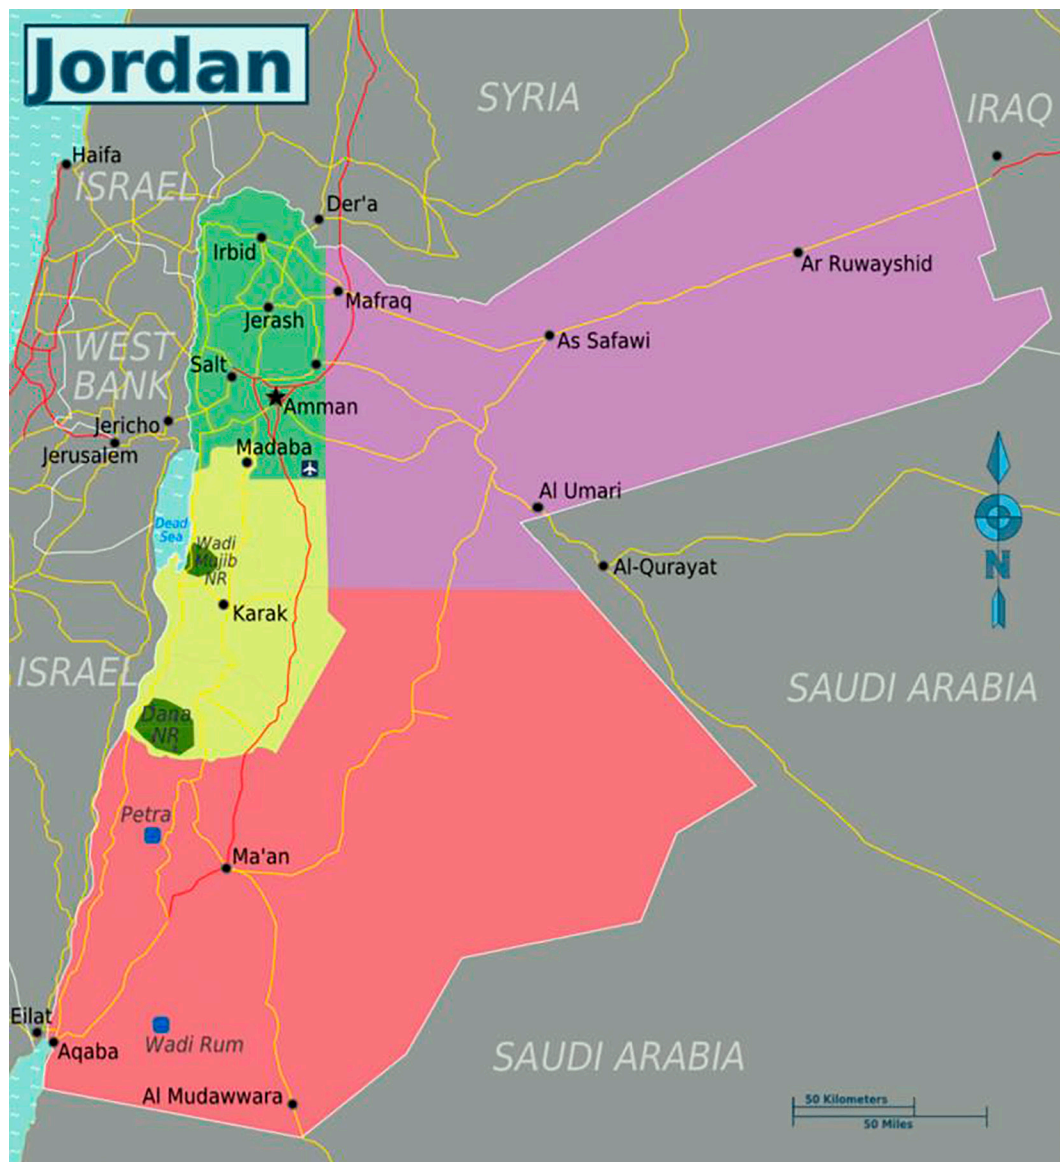 Jordan
SYRIA
IRAQ
Haifa
ISRAEL
Der'a
Irbid
Ar Ruwayshid
Mafraq
Jerash
As Safawi
WEST
BANK
Salt
Amman
Jericho
Jerusalem
Madaba
Al Umari
Dead
Sea
Wadi
Mujib
NR
Al-Qurayat
N
Karak
ISRAEL
SAUDI ARABIA
Dana
NR
Petra
Ma'an
Eilat
Aqaba
Wadi Rum
SAUDI ARABIA
Al Mudawwara
50 Kilometers
50 Miles